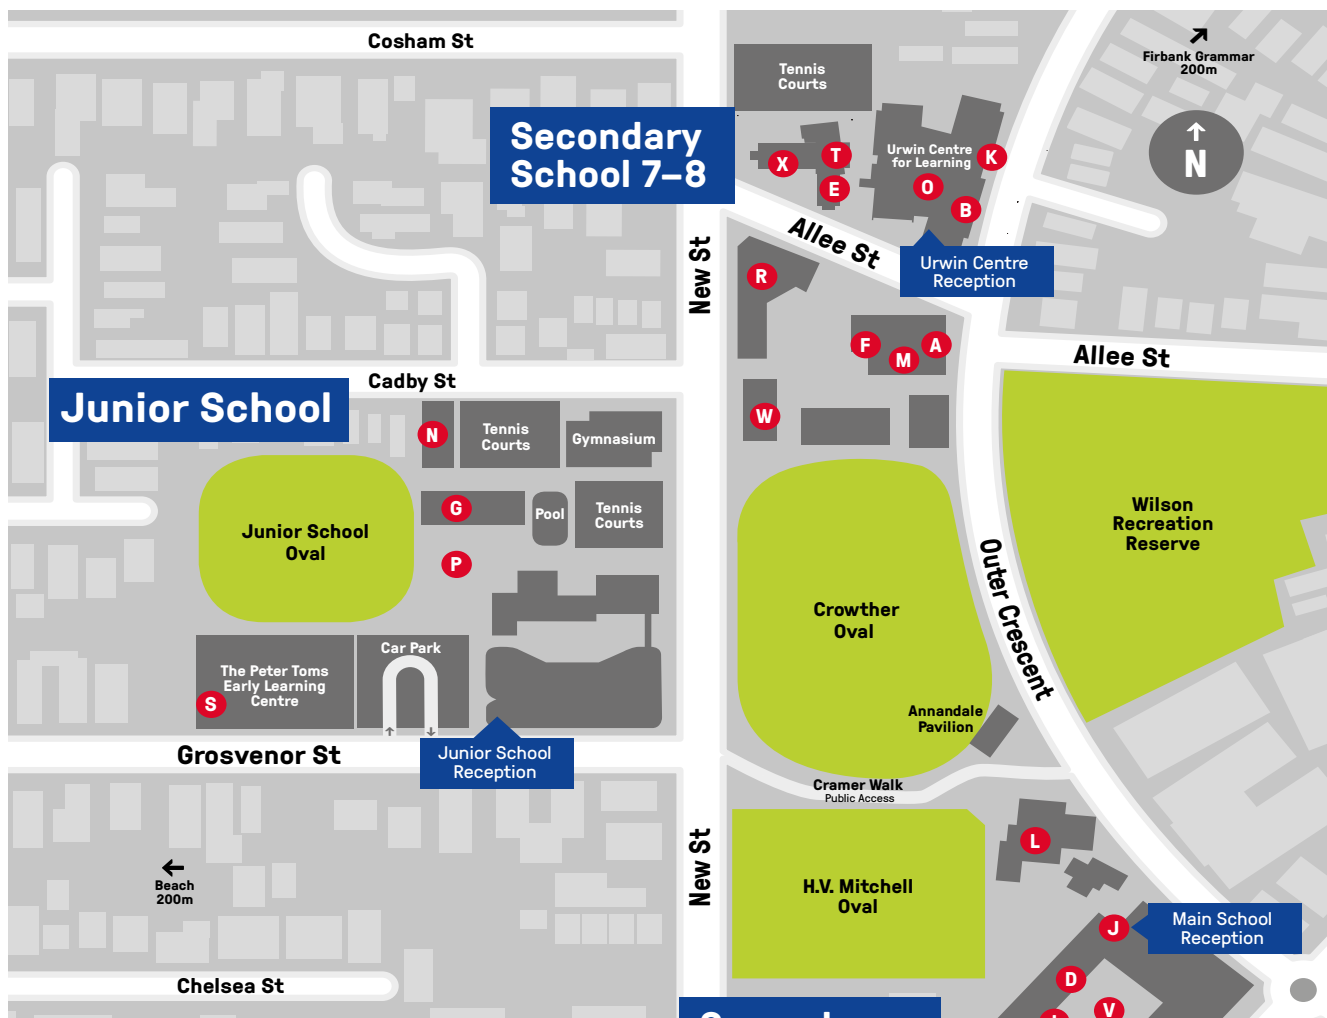 Cosham St
Tennis
Courts
Firbank Grammar
200m
N
Secondary
School 7–8
X
T
E
Urwin Centre
for Learning
K
O
B
Allee St
Urwin Centre
Reception
New St
R
F
M
A
Allee St
Cadby St
Junior School
W
N
Tennis
Courts
Gymnasium
G
Pool
Tennis
Courts
P
Junior School
Oval
Wilson
Recreation
Reserve
Outer Crescent
Crowther
Oval
Car Park
The Peter Toms
Early Learning
Centre
S
Annandale
Pavilion
Grosvenor St
Junior School
Reception
Cramer Walk
Public Access
New St
L
Beach
200m
H.V. Mitchell
Oval
J
Main School
Reception
D
V
Chelsea St